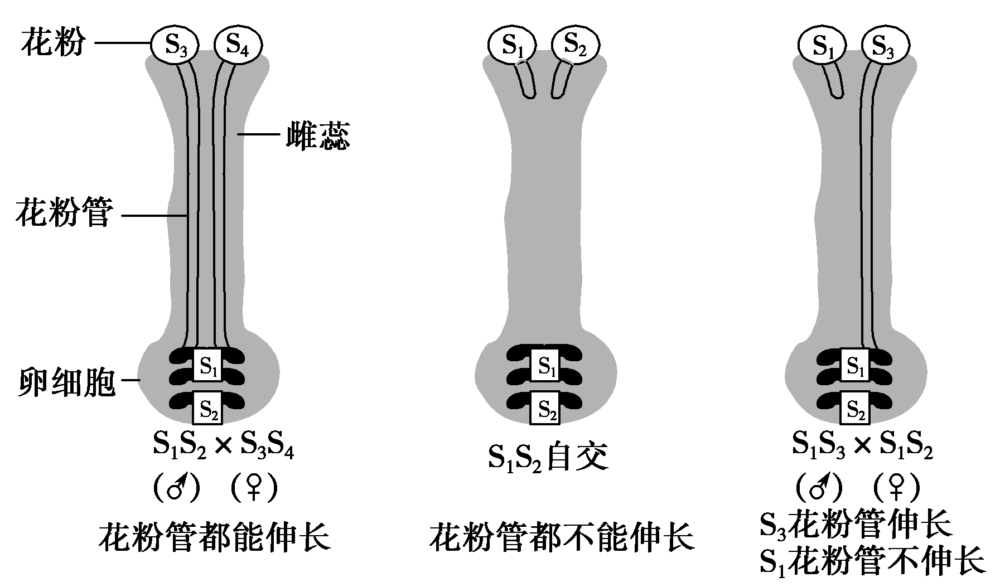 花粉
S₃
S₄
雌蕊
花粉管
卵细胞
S₁
S₂
S₁S₂×S₃S₄
(♂) (♀)
花粉管都能伸长
S₁
S₂
S₁
S₂
S₁S₂自交
花粉管都不能伸长
S₁
S₃
S₁
S₂
S₁S₃×S₁S₂
(♂) (♀)
S₃花粉管伸长
S₁花粉管不伸长